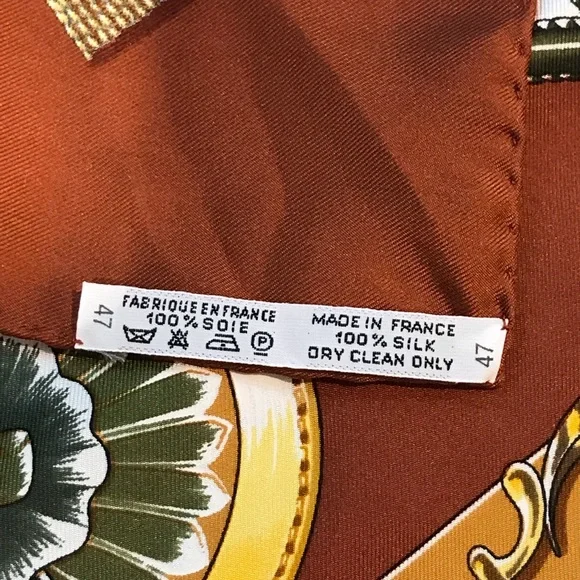 47
FABRIQUE EN FRANCE
100% SOIE
P
MADE IN FRANCE
100% SILK
DRY CLEAN ONLY
47